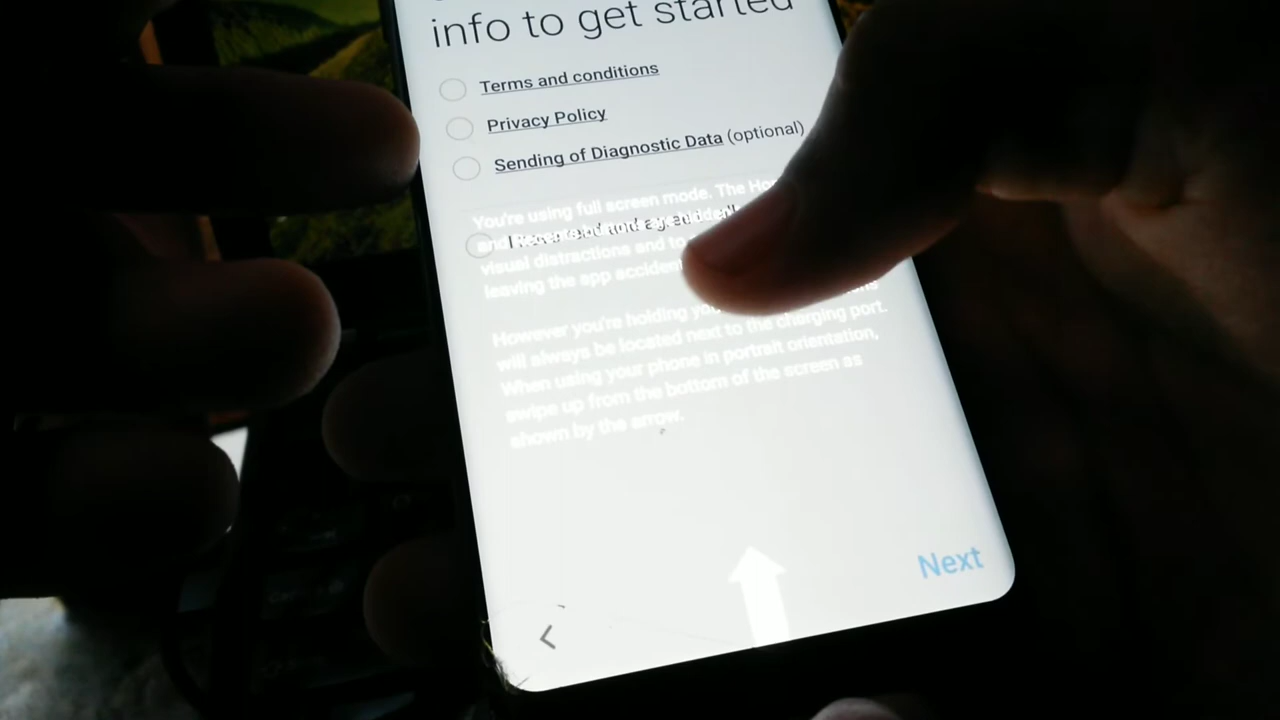 info to get started
Terms and conditions
Privacy Policy
Sending of Diagnostic Data (optional)
You're using full screen mode. The
and
visual distractions and to
leaving the app
However you're holding
will always be located next to the charging port.
When using your phone in portrait orientation,
swipe up from the bottom of the screen as
shown by the arrow.
Next